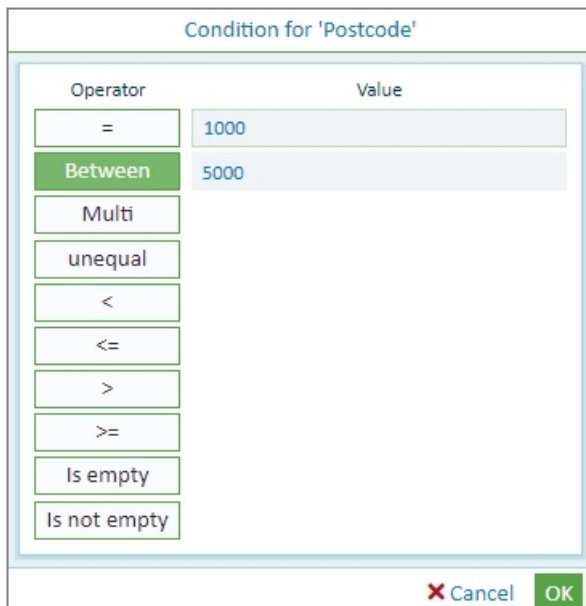 Condition for 'Postcode'
Operator Value
= 1000
Between 5000
Multi
unequal
<
<=
>
>=
Is empty
Is not empty
Cancel OK